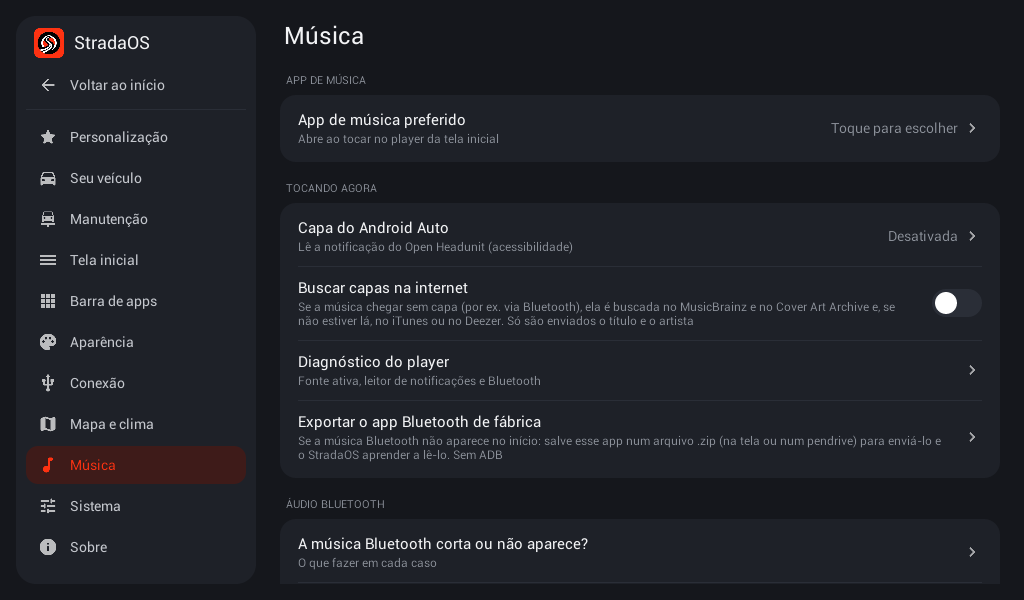 StradaOS
Voltar ao início
Personalização
Seu veículo
Manutenção
Tela inicial
Barra de apps
Aparência
Conexão
Mapa e clima
Música
Sistema
Sobre
Música
APP DE MÚSICA
App de música preferido
Abre ao tocar no player da tela inicial
Toque para escolher
TOCANDO AGORA
Capa do Android Auto
Lê a notificação do Open Headunit (acessibilidade)
Desativada
Buscar capas na internet
Se a música chegar sem capa (por ex. via Bluetooth), ela é buscada no MusicBrainz e no Cover Art Archive e, se
não estiver lá, no iTunes ou no Deezer. Só são enviados o título e o artista
Diagnóstico do player
Fonte ativa, leitor de notificações e Bluetooth
Exportar o app Bluetooth de fábrica
Se a música Bluetooth não aparece no início: salve esse app num arquivo .zip (na tela ou num pendrive) para enviá-lo e
o StradaOS aprender a lê-lo. Sem ADB
ÁUDIO BLUETOOTH
A música Bluetooth corta ou não aparece?
O que fazer em cada caso